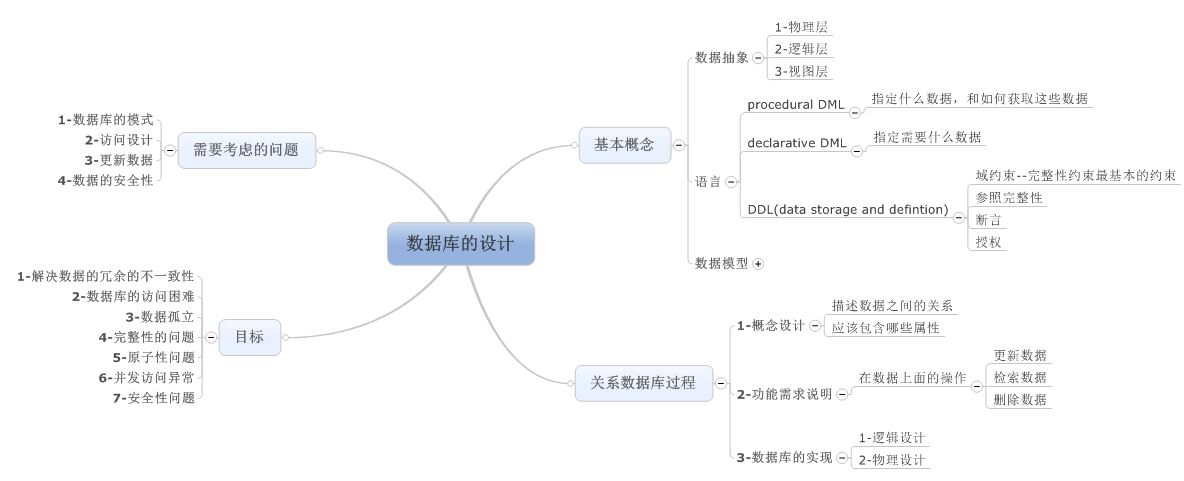 数据库的设计
需要考虑的问题
1-数据库的模式
2-访问设计
3-更新数据
4-数据的安全性
目标
1-解决数据的冗余的不一致性
2-数据库的访问困难
3-数据孤立
4-完整性的问题
5-原子性问题
6-并发访问异常
7-安全性问题
基本概念
数据抽象
1-物理层
2-逻辑层
3-视图层
语言
procedural DML
指定什么数据，和如何获取这些数据
declarative DML
指定需要什么数据
DDL(data storage and defintion)
域约束--完整性约束最基本的约束
参照完整性
断言
授权
数据模型
关系数据库过程
1-概念设计
描述数据之间的关系
应该包含哪些属性
2-功能需求说明
在数据上面的操作
更新数据
检索数据
删除数据
3-数据库的实现
1-逻辑设计
2-物理设计